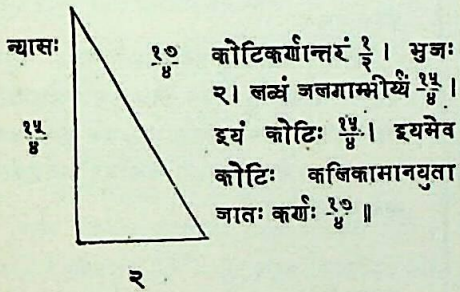 न्यासः
१७/४
कोटिकर्णान्तरं १/२ । भुजः
२। लब्धं जलगाम्भीर्य्यं १५/४ ।
१५/४
इयं कोटिः १५/४ । इयमेव
कोटिः कलिकामानयुता
जातः कर्णः १७/४ ॥
२